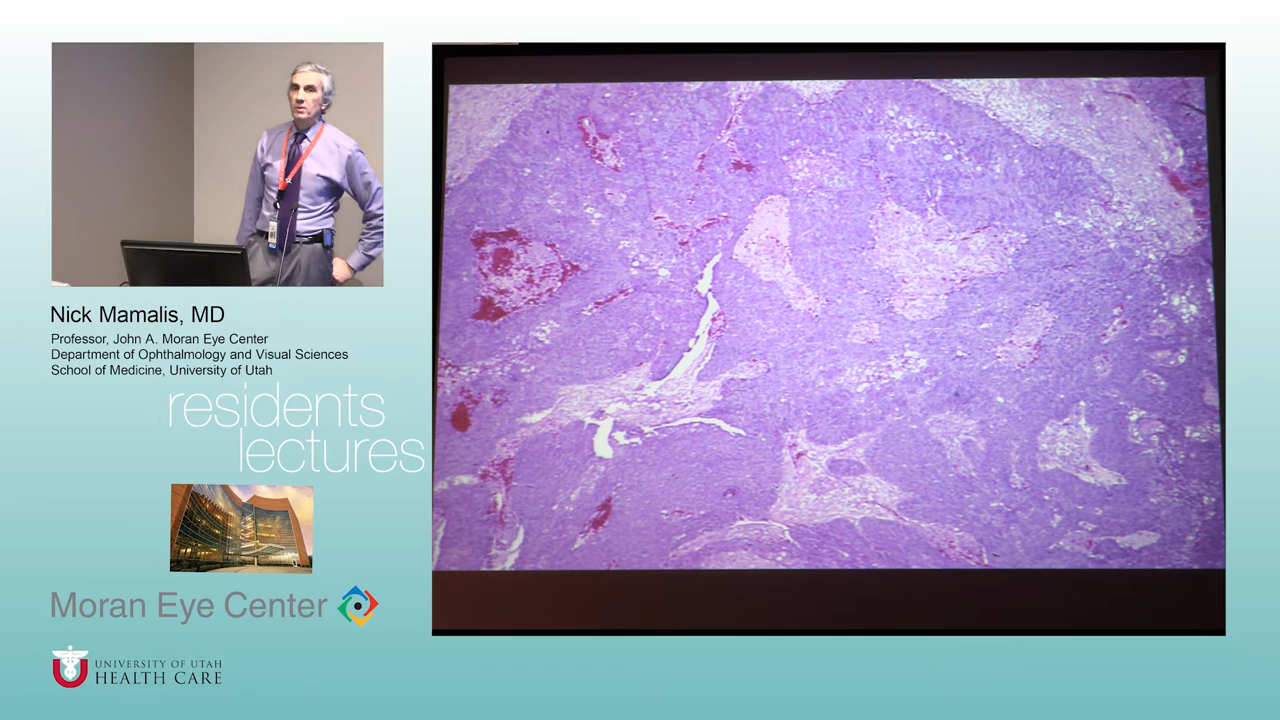 Nick Mamalis, MD
Professor, John A. Moran Eye Center
Department of Ophthalmology and Visual Sciences
School of Medicine, University of Utah
residents
lectures
Moran Eye Center
UNIVERSITY OF UTAH
HEALTH CARE